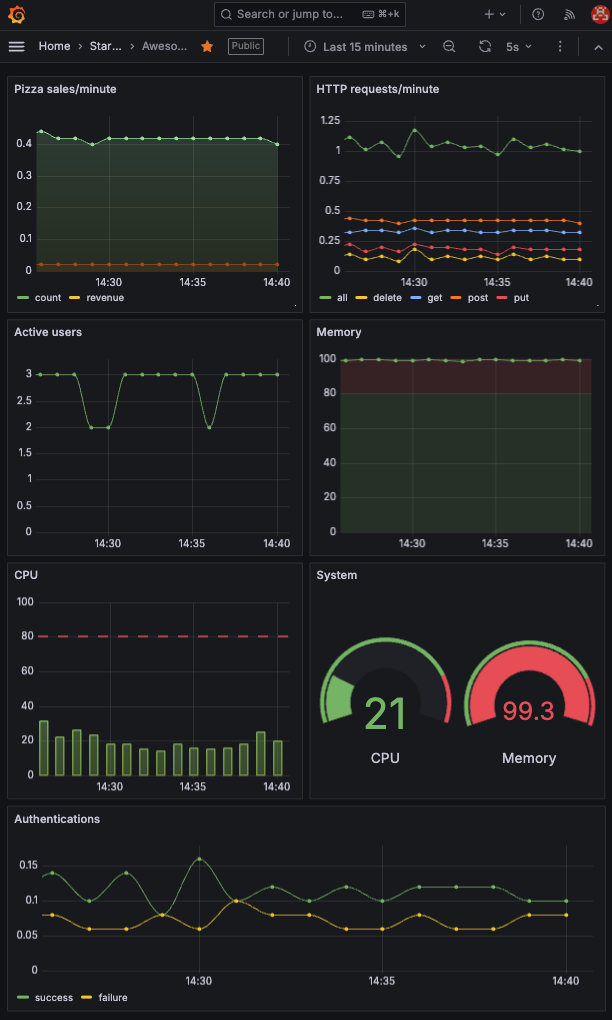 Search or jump to... ⌘+k
Home › Star... › Aweso... Public Last 15 minutes 5s
Pizza sales/minute
0.4
0.3
0.2
0.1
0
14:30 14:35 14:40
count revenue
HTTP requests/minute
1.25
1
0.75
0.5
0.25
0
14:30 14:35 14:40
all delete get post put
Active users
3
2.5
2
1.5
1
0.5
0
14:30 14:35 14:40
Memory
100
80
60
40
20
0
14:30 14:35 14:40
CPU
100
80
60
40
20
0
14:30 14:35 14:40
System
21 99.3
CPU Memory
Authentications
0.15
0.1
0.05
0
14:30 14:35 14:40
success failure